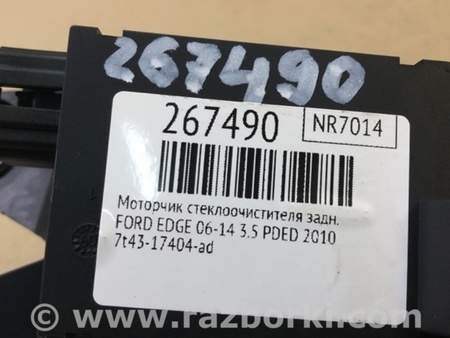 267490
267490 NR7014
Моторчик стеклоочистителя задн.
FORD EDGE 06-14 3.5 PDED 2010
7t43-17404-ad
www.razborki.com